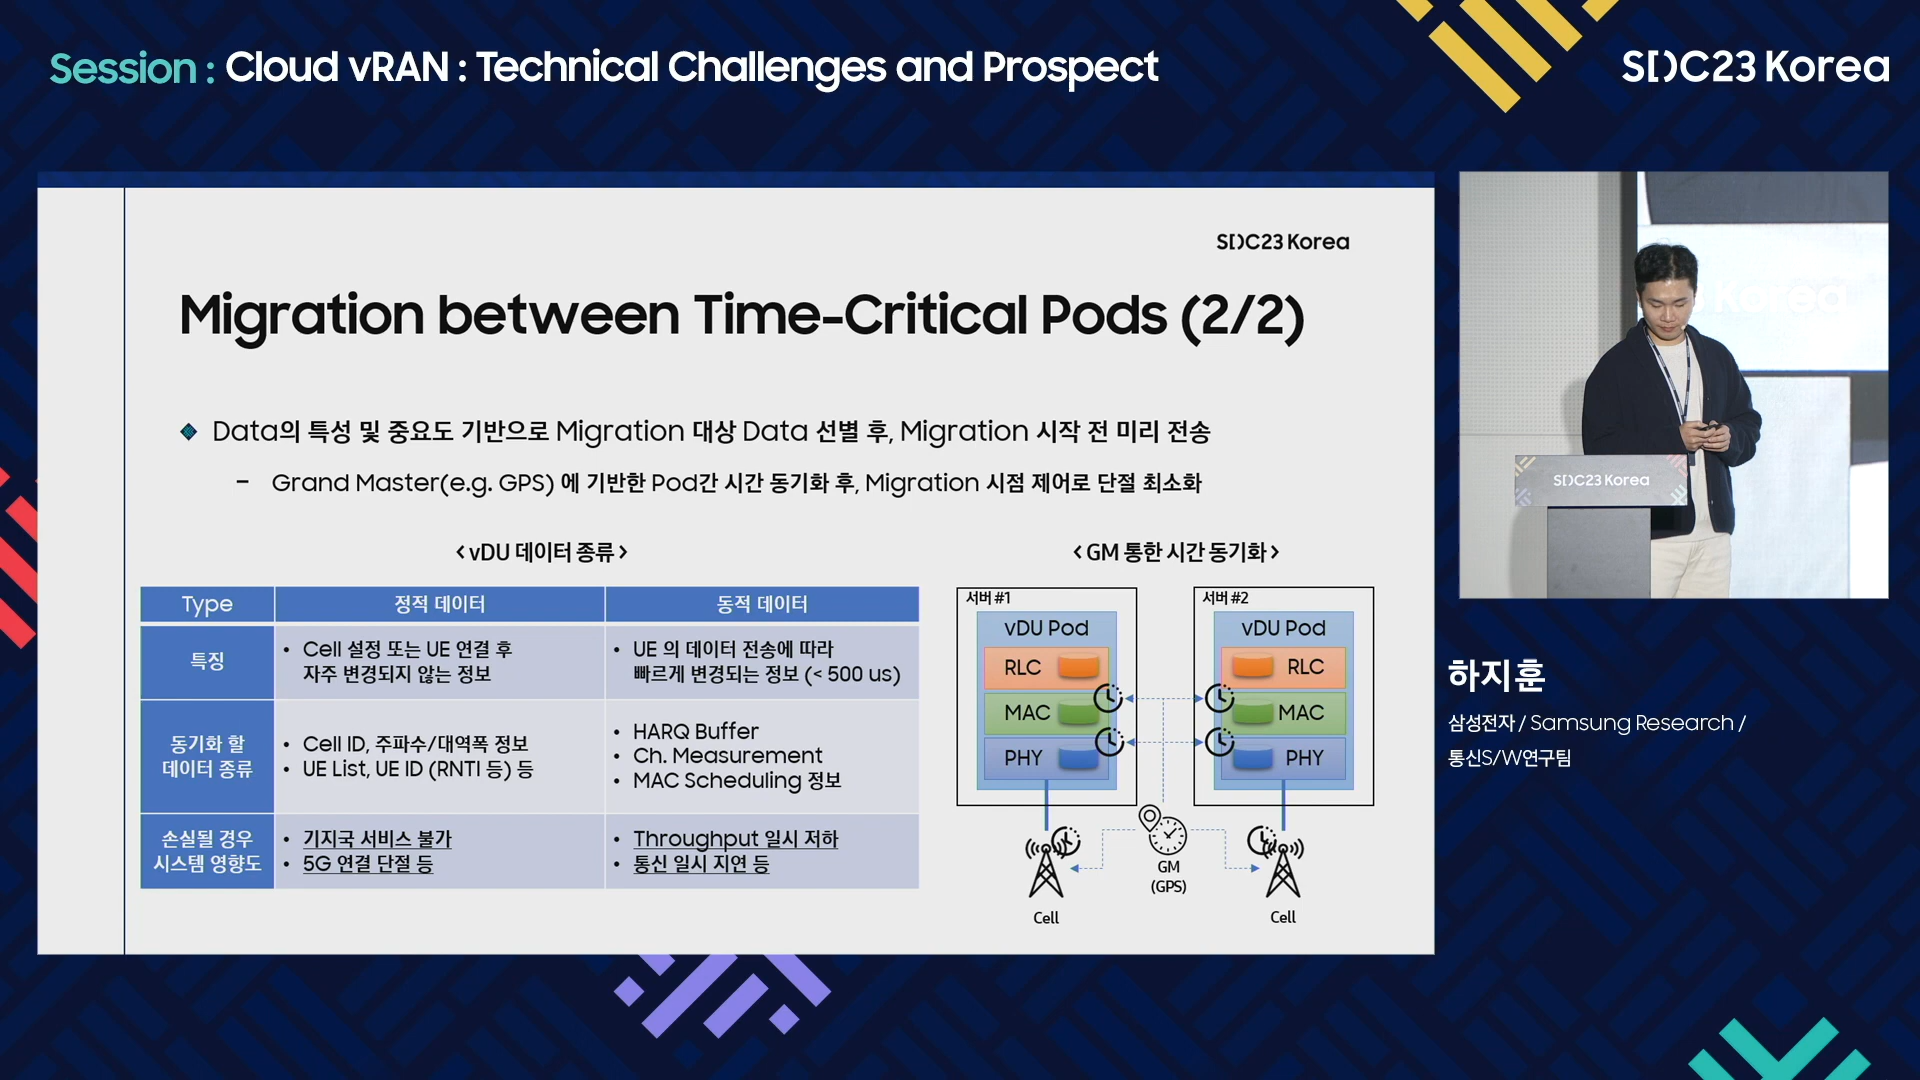 Session : Cloud vRAN : Technical Challenges and Prospect
SDC23 Korea
SDC23 Korea
Migration between Time-Critical Pods (2/2)
Data의 특성 및 중요도 기반으로 Migration 대상 Data 선별 후, Migration 시작 전 미리 전송
– Grand Master(e.g. GPS) 에 기반한 Pod간 시간 동기화 후, Migration 시점 제어로 단절 최소화
< vDU 데이터 종류 >
Type 정적 데이터 동적 데이터
특징
• Cell 설정 또는 UE 연결 후
자주 변경되지 않는 정보
• UE 의 데이터 전송에 따라
빠르게 변경되는 정보 (< 500 us)
동기화 할
데이터 종류
• Cell ID, 주파수/대역폭 정보
• UE List, UE ID (RNTI 등) 등
• HARQ Buffer
• Ch. Measurement
• MAC Scheduling 정보
손실될 경우
시스템 영향도
• 기지국 서비스 불가
• 5G 연결 단절 등
• Throughput 일시 저하
• 통신 일시 지연 등
< GM 통한 시간 동기화 >
서버 #1
vDU Pod
RLC
MAC
PHY
Cell
서버 #2
vDU Pod
RLC
MAC
PHY
Cell
GM
(GPS)
Korea
SDC23 Korea
하지훈
삼성전자 / Samsung Research /
통신S/W연구팀